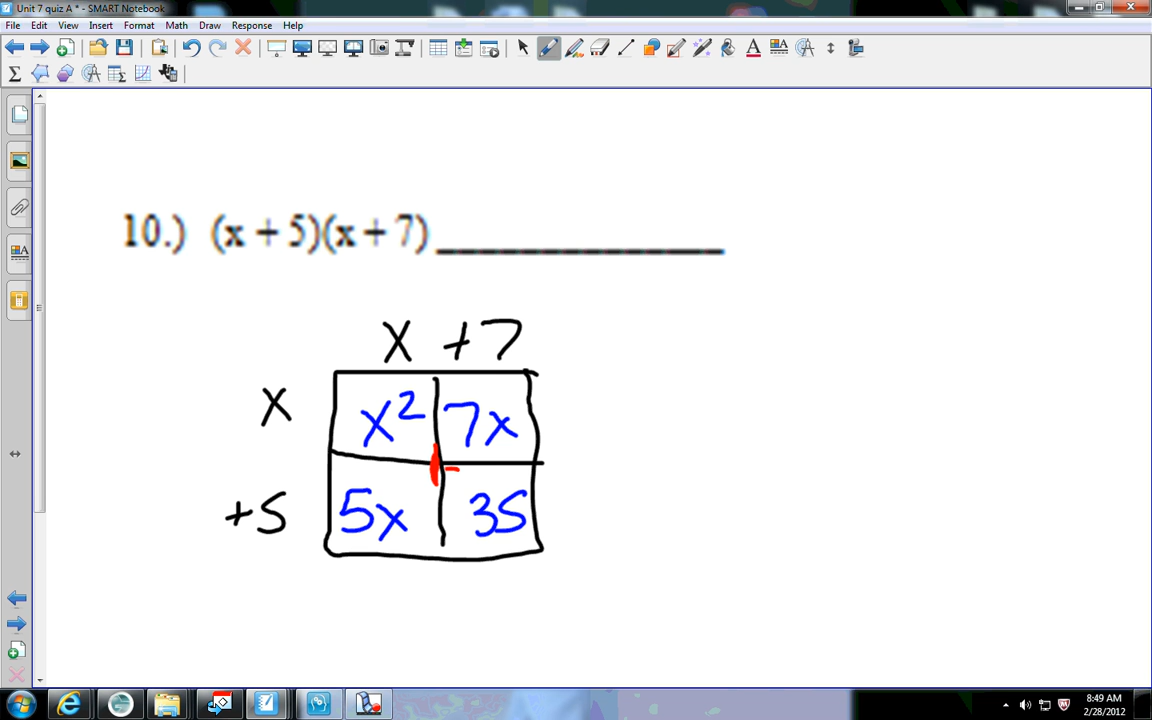 Unit 7 quiz A * - SMART Notebook
File Edit View Insert Format Math Draw Response Help
10.) (x + 5)(x + 7)
x +7
x x² 7x
+5 5x 35
8:49 AM
2/28/2012